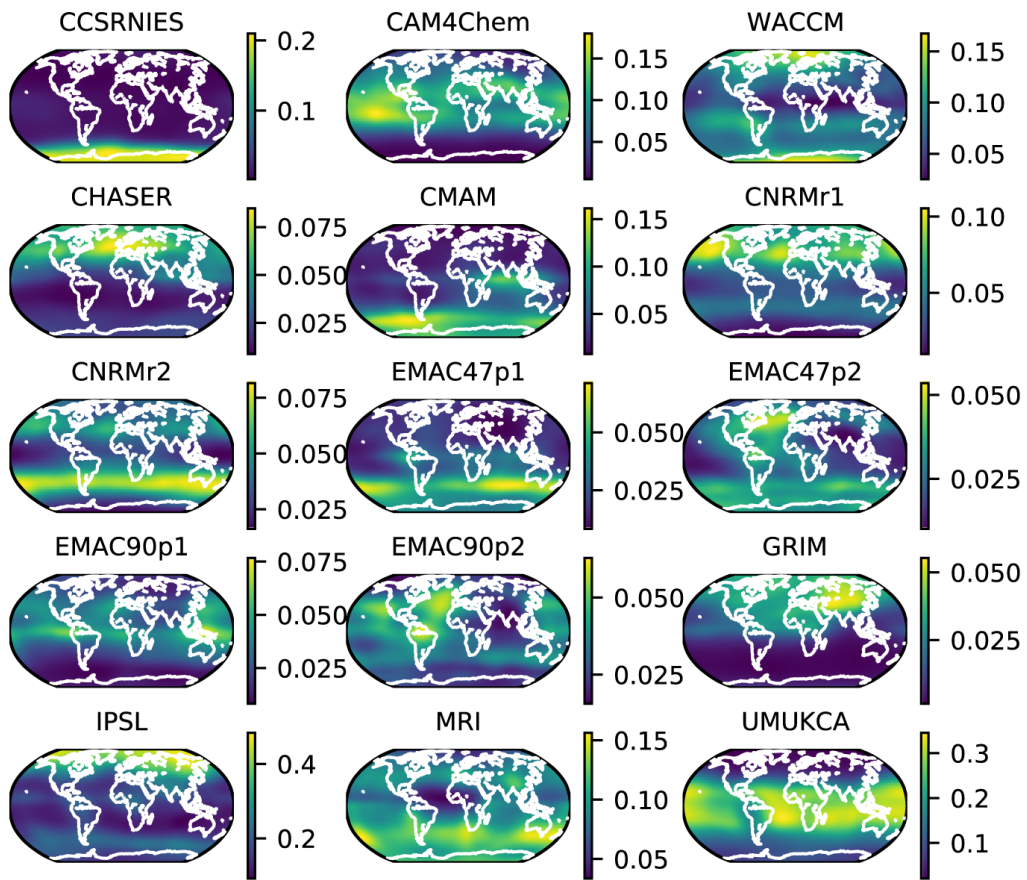 CCSRNIES
0.2
0.1
CAM4Chem
0.15
0.10
0.05
WACCM
0.15
0.10
0.05
CHASER
0.075
0.050
0.025
CMAM
0.15
0.10
0.05
CNRMr1
0.10
0.05
CNRMr2
0.075
0.050
0.025
EMAC47p1
0.050
0.025
EMAC47p2
0.050
0.025
EMAC90p1
0.075
0.050
0.025
EMAC90p2
0.050
0.025
GRIM
0.050
0.025
IPSL
0.4
0.2
MRI
0.15
0.10
0.05
UMUKCA
0.3
0.2
0.1